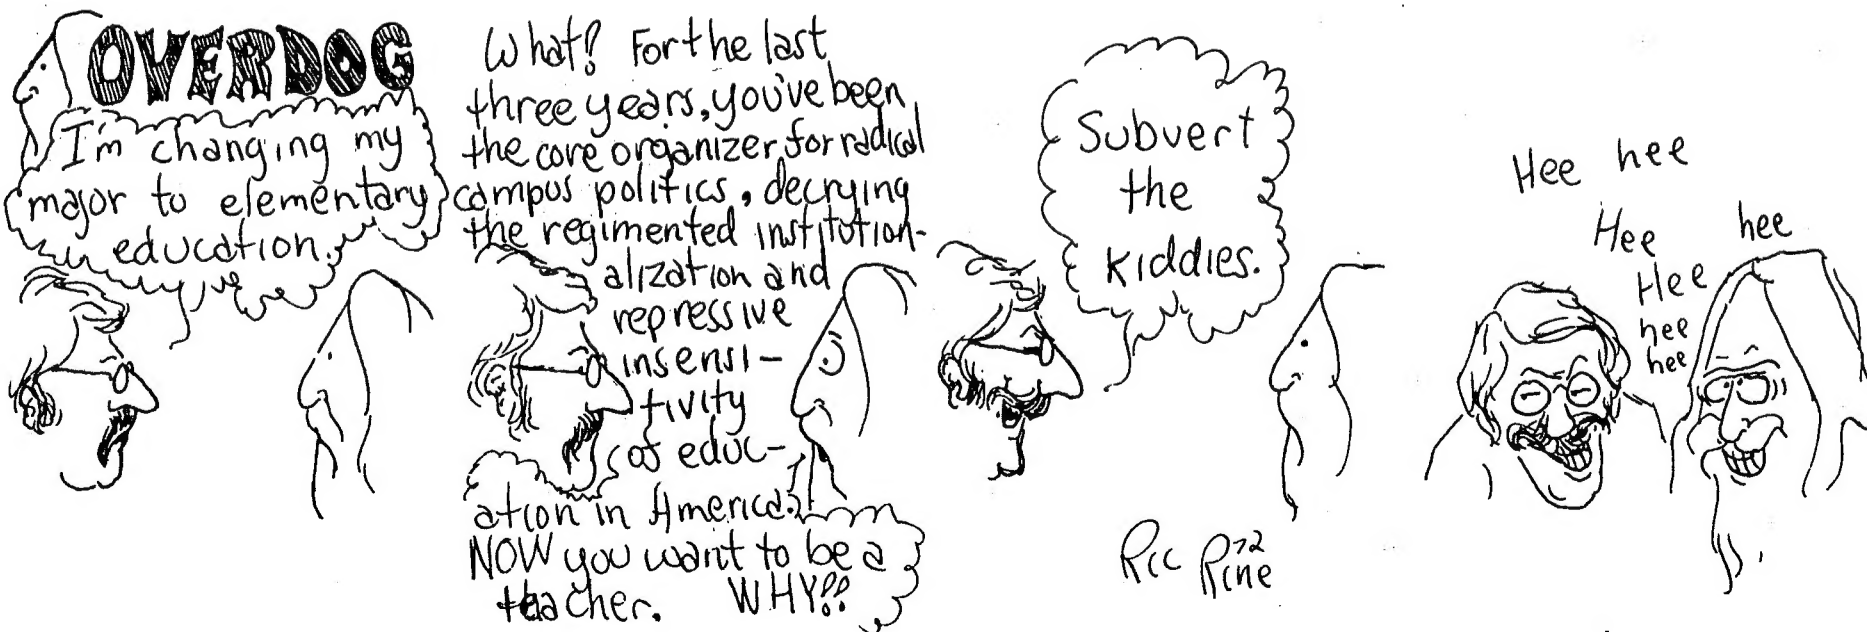 OVERDOG
I'm changing my
major to elementary
education.
What? For the last
three years, you've been
the core organizer for radical
campus politics, decrying
the regimented institution-
alization and
repressive
insensi-
tivity
of educ-
ation in America.
NOW you want to be a
teacher. WHY!!
Subvert
the
kiddies.
Ric Rine '72
Hee hee
Hee hee
Hee
hee
hee